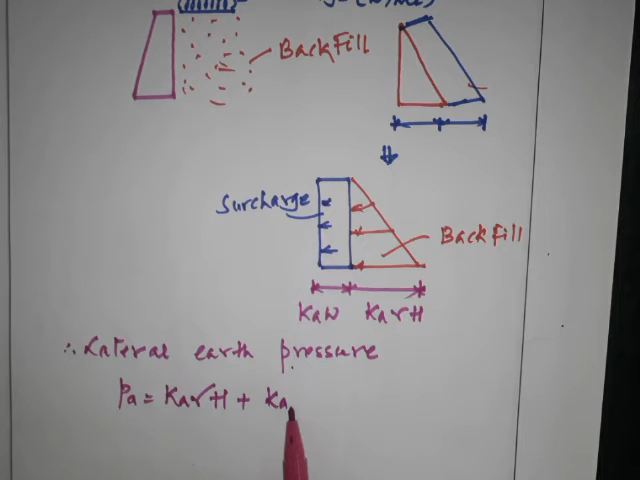 BackFill
Surcharge
BackFill
KaW KaγH
∴ Lateral earth pressure
Pa = KaγH + Ka